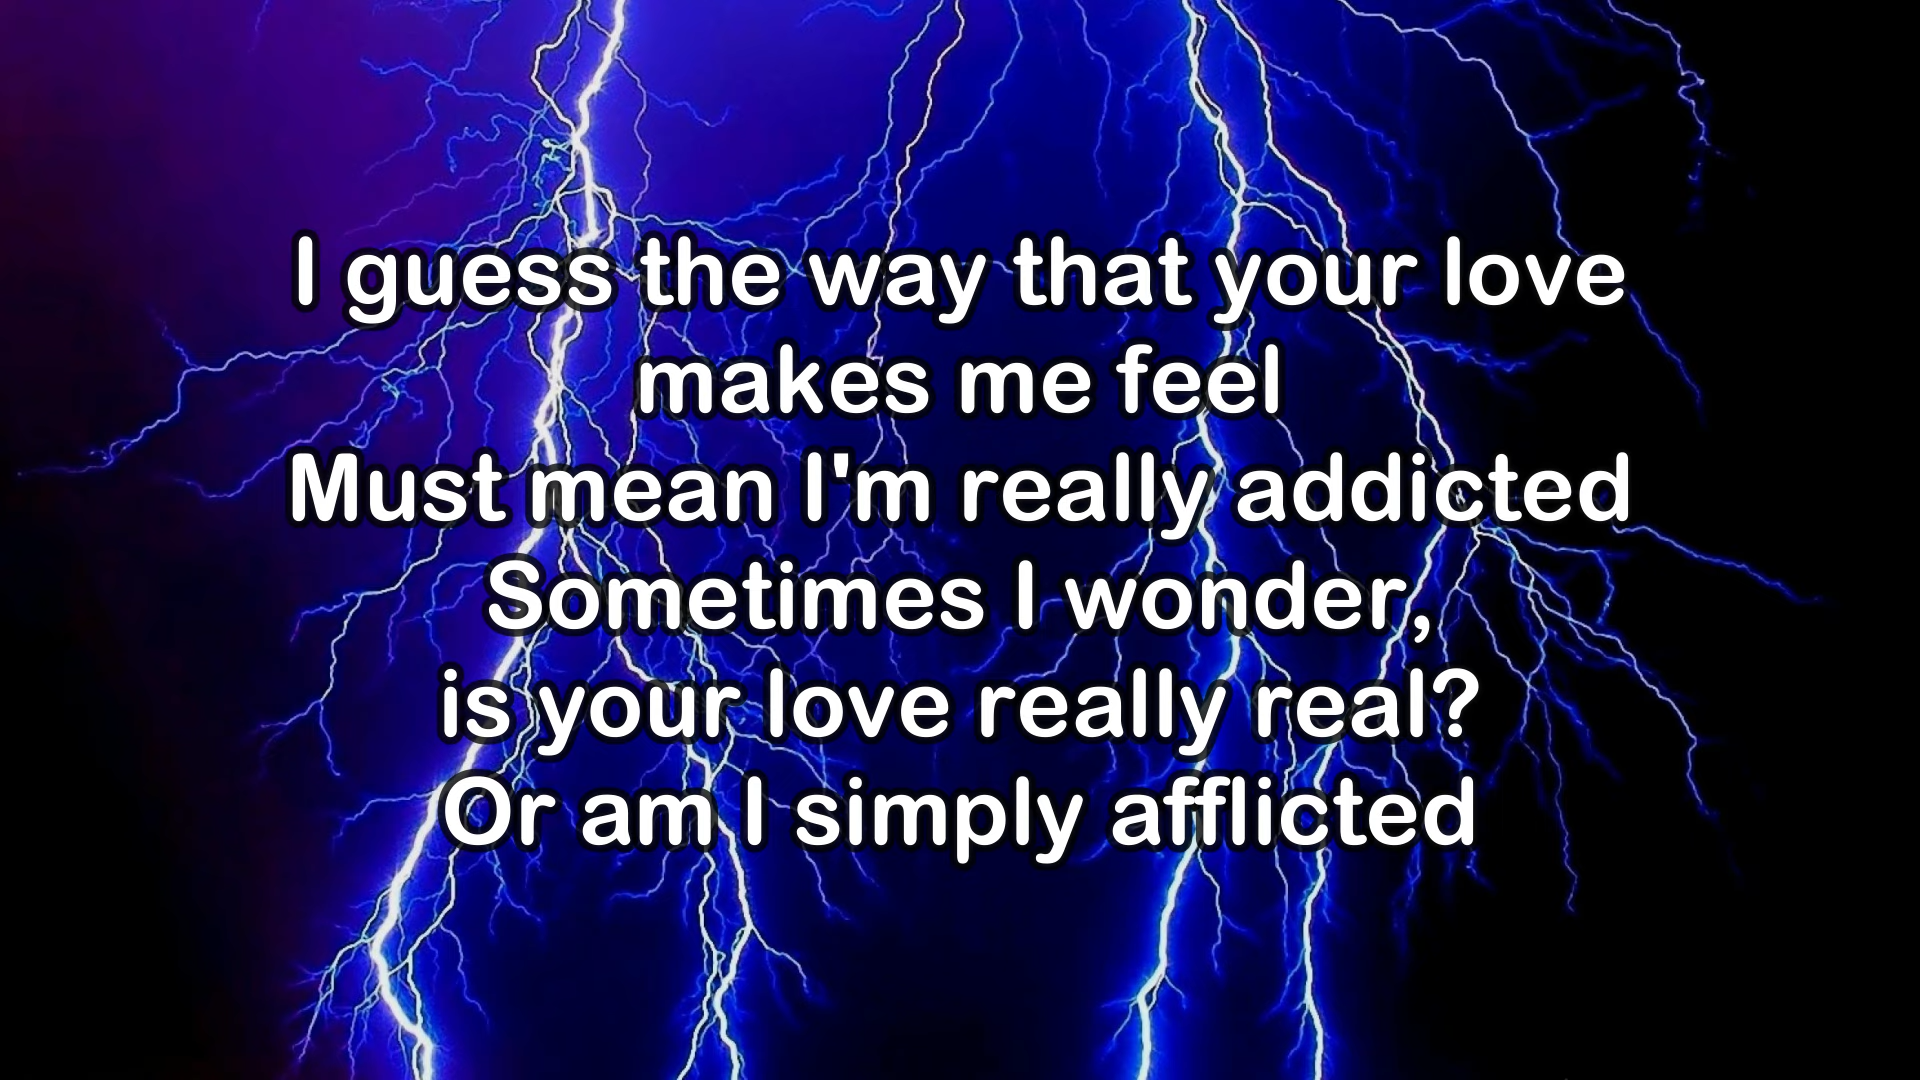 I guess the way that your love
makes me feel
Must mean I'm really addicted
Sometimes I wonder,
is your love really real?
Or am I simply afflicted